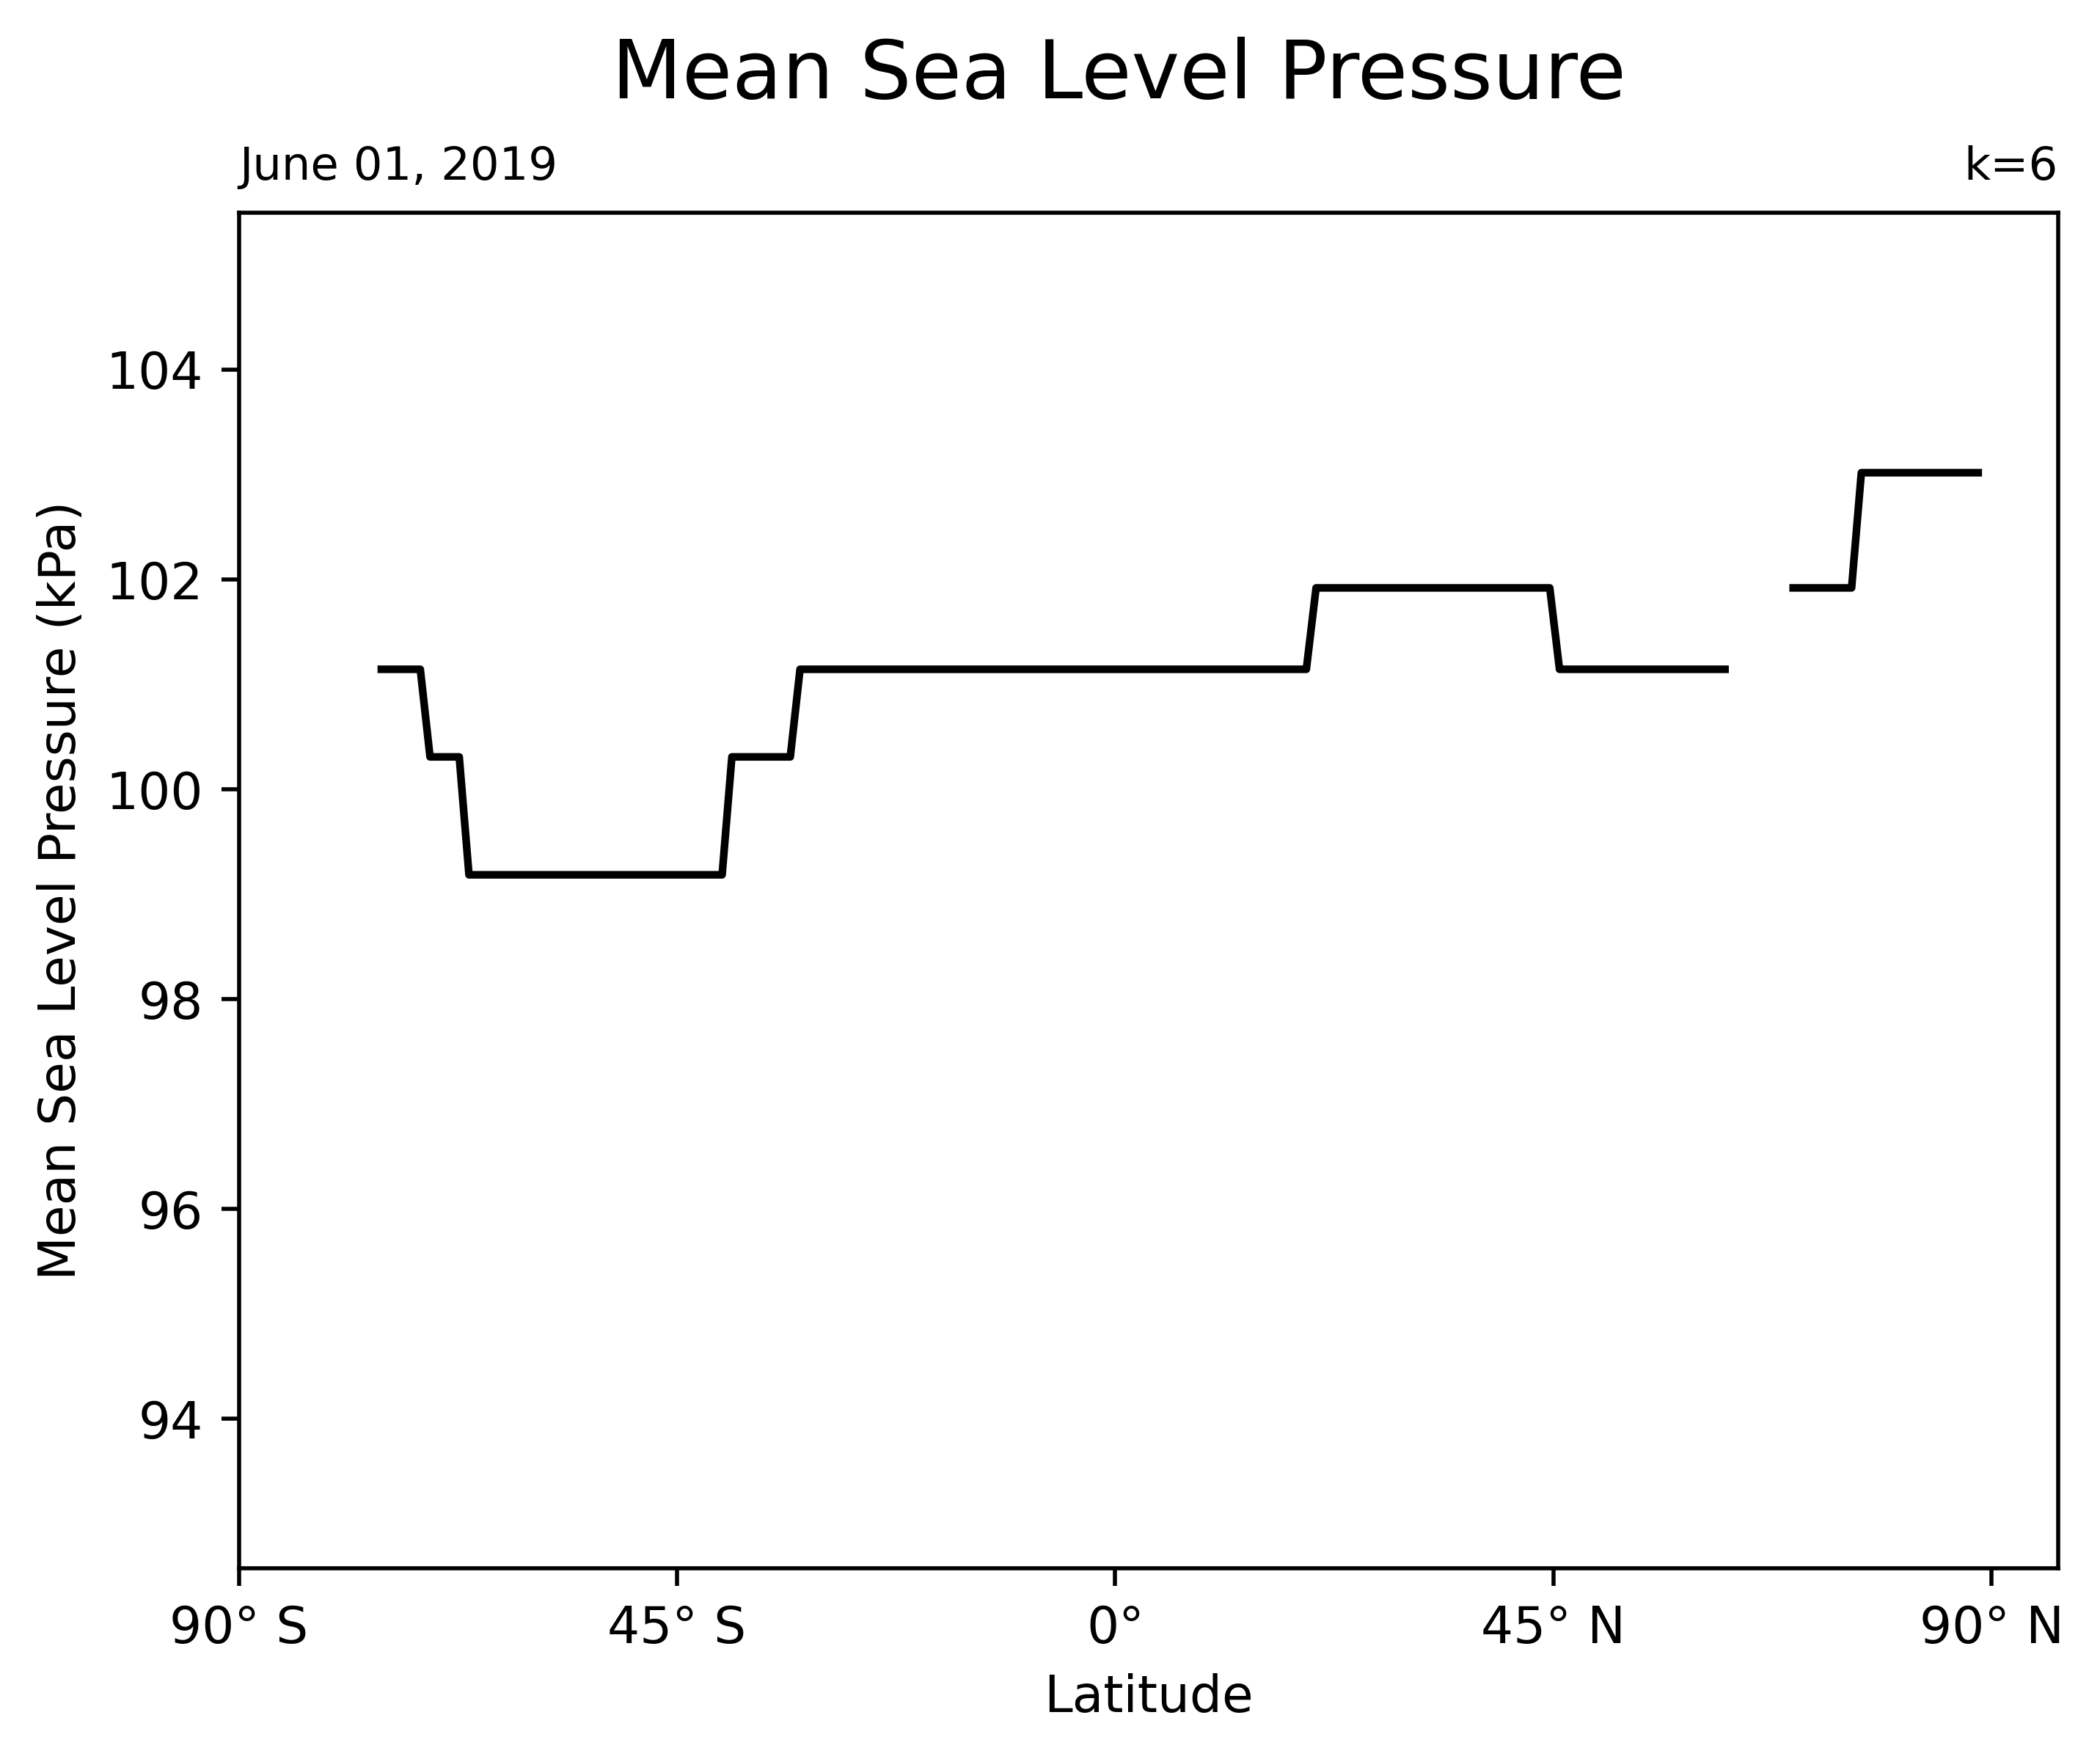 Mean Sea Level Pressure
June 01, 2019
k=6
Mean Sea Level Pressure (kPa)
104
102
100
98
96
94
90° S
45° S
0°
45° N
90° N
Latitude